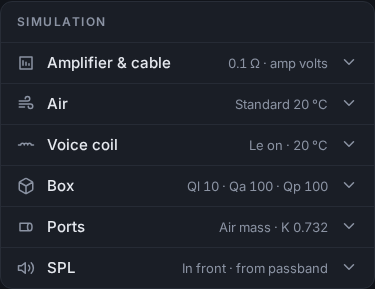 SIMULATION
Amplifier & cable 0.1 Ω · amp volts
Air Standard 20 °C
Voice coil Le on · 20 °C
Box Ql 10 · Qa 100 · Qp 100
Ports Air mass · K 0.732
SPL In front · from passband